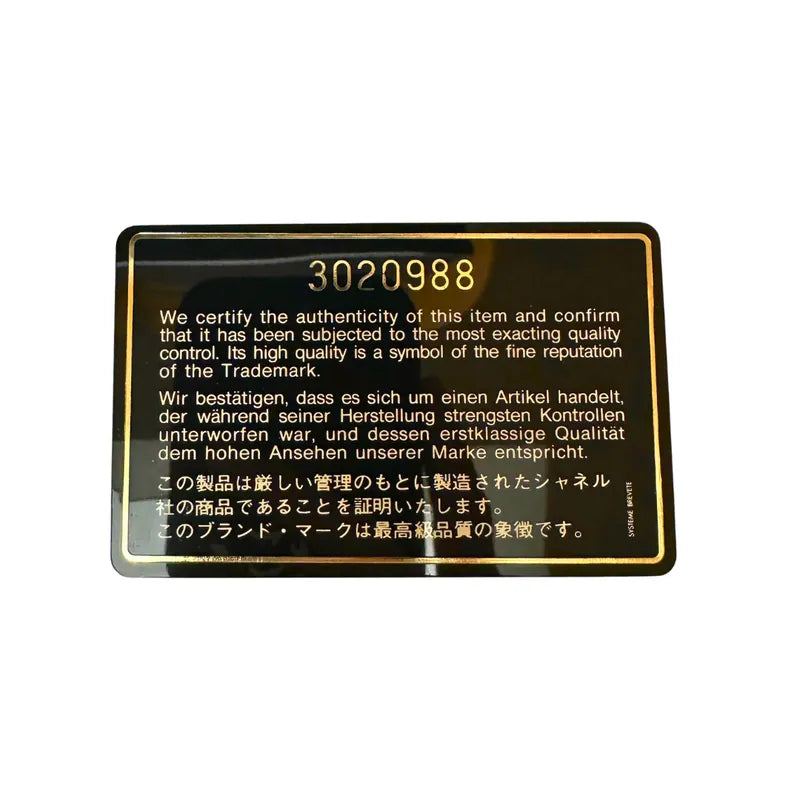 3020988
We certify the authenticity of this item and confirm
that it has been subjected to the most exacting quality
control. Its high quality is a symbol of the fine reputation
of the Trademark.
Wir bestätigen, dass es sich um einen Artikel handelt,
der während seiner Herstellung strengsten Kontrollen
unterworfen war, und dessen erstklassige Qualität
dem hohen Ansehen unserer Marke entspricht.
この製品は厳しい管理のもとに製造されたシャネル
社の商品であることを証明いたします。
このブランド・マークは最高級品質の象徴です。
SYSTEME BREVETE